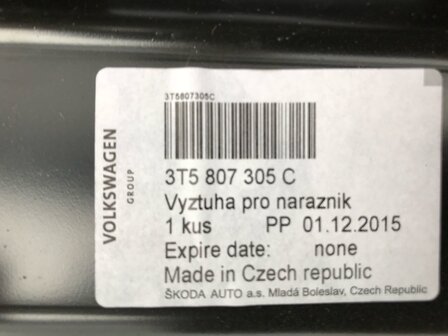 VOLKSWAGEN
GROUP
3T5807305C
3T5 807 305 C
Vyztuha pro naraznik
1 kus PP 01.12.2015
Expire date: none
Made in Czech republic
ŠKODA AUTO a.s. Mladá Boleslav, Czech Republic